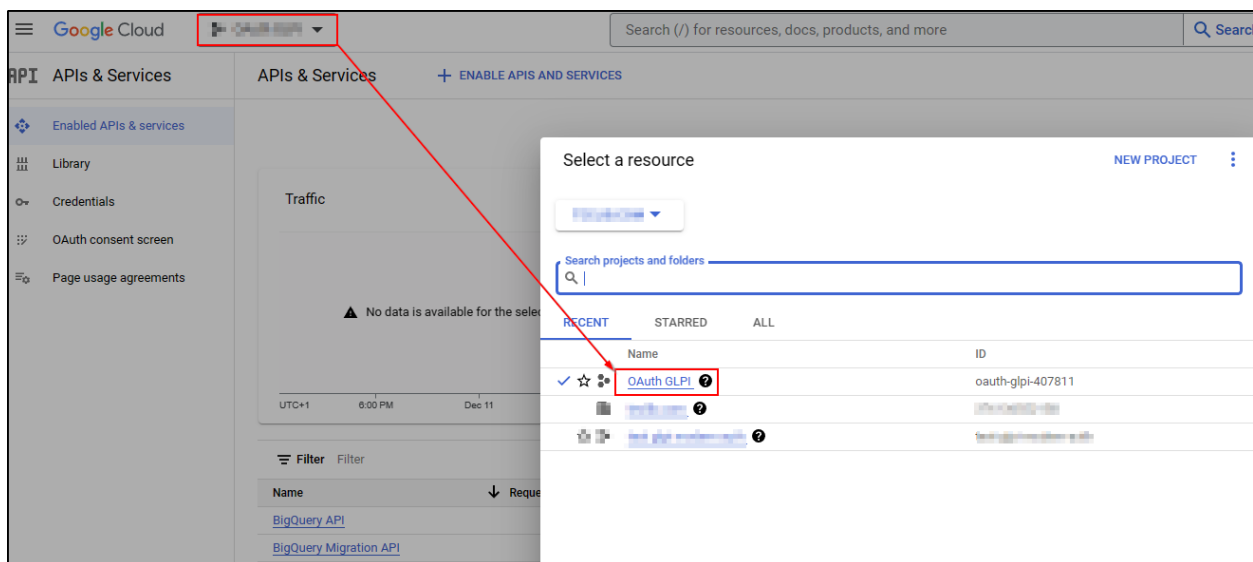 Google Cloud
Search (/) for resources, docs, products, and more
Search
API APIs & Services
APIs & Services
+ ENABLE APIS AND SERVICES
Enabled APIs & services
Library
Credentials
OAuth consent screen
Page usage agreements
Traffic
No data is available for the selec
UTC+1 6:00 PM Dec 11
Filter Filter
Name Reque
BigQuery API
BigQuery Migration API
Select a resource
NEW PROJECT
Search projects and folders
RECENT STARRED ALL
Name ID
OAuth GLPI oauth-glpi-407811